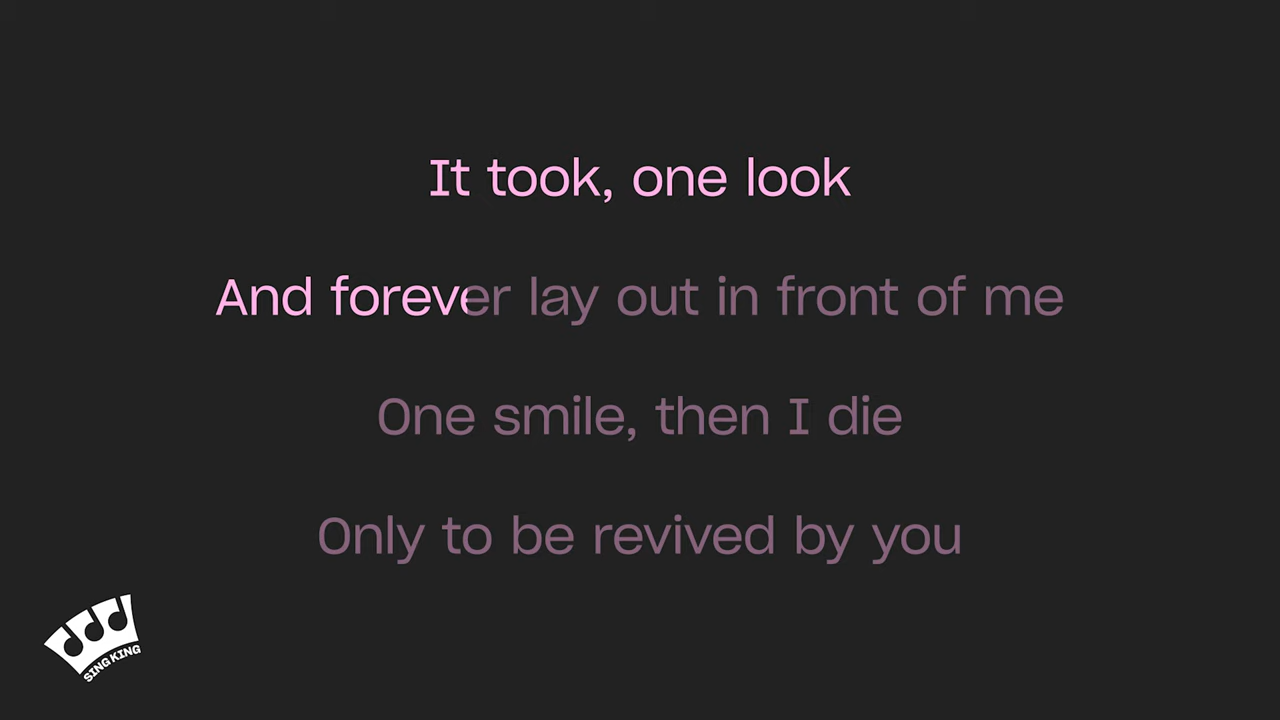 It took, one look
And forever lay out in front of me
One smile, then I die
Only to be revived by you
SING KING